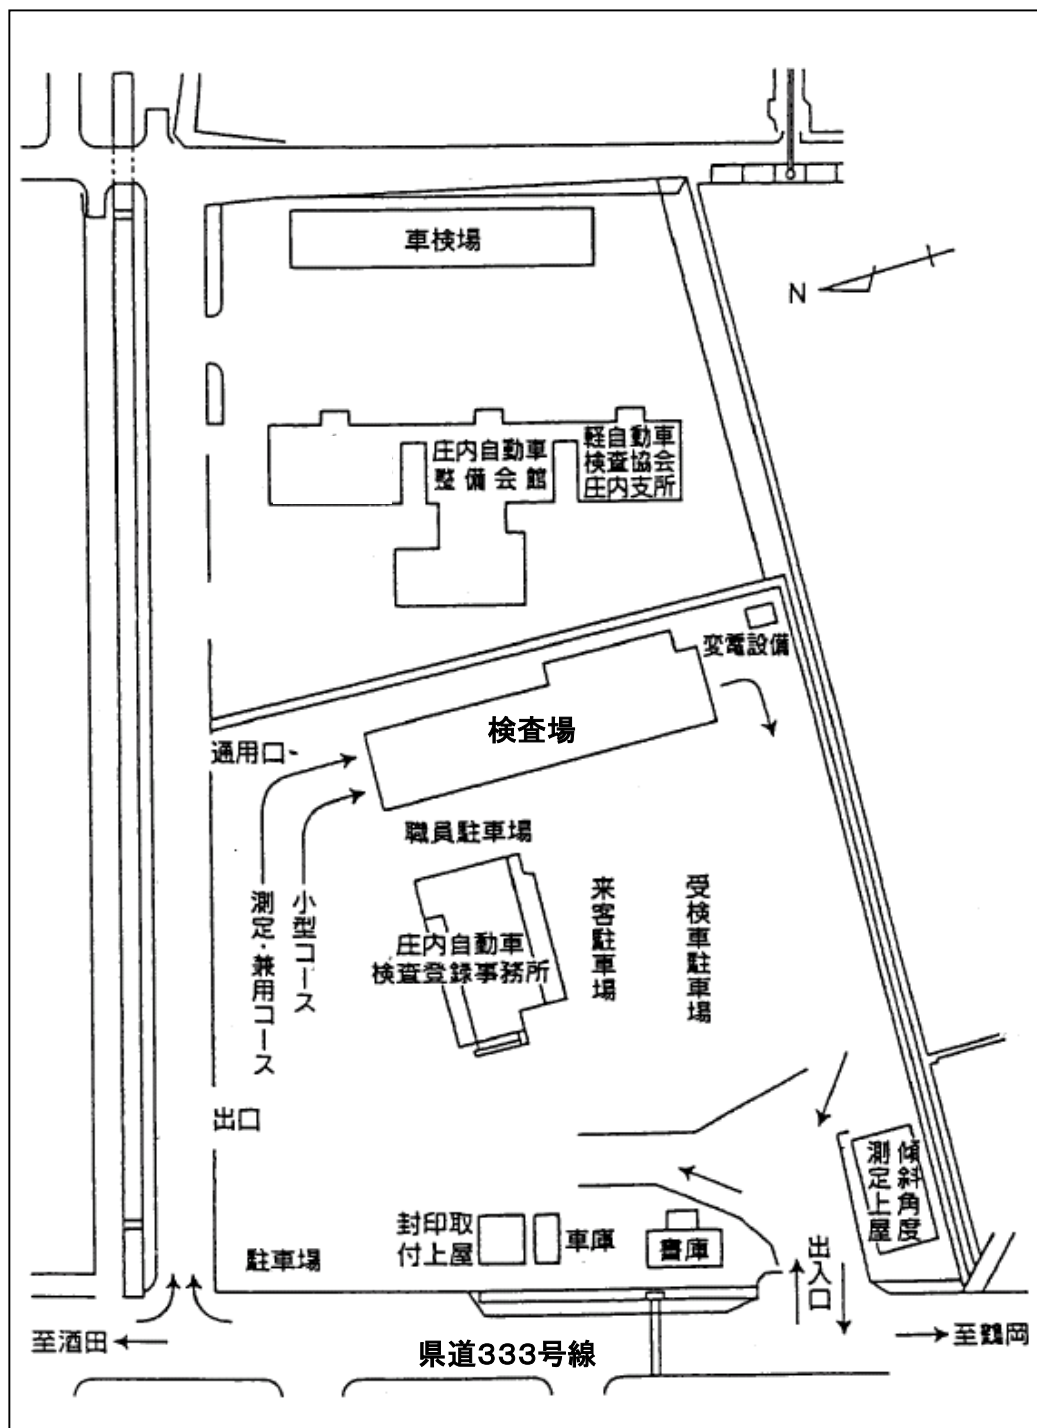 車検場
N
庄内自動車
整備会館
軽自動車
検査協会
庄内支所
変電設備
検査場
通用口
職員駐車場
測定・兼用コース
小型コース
来客駐車場
受検車駐車場
庄内自動車
検査登録事務所
出口
傾斜角度
測定上屋
封印取
付上屋
車庫
書庫
出入口
駐車場
至酒田
県道333号線
至鶴岡